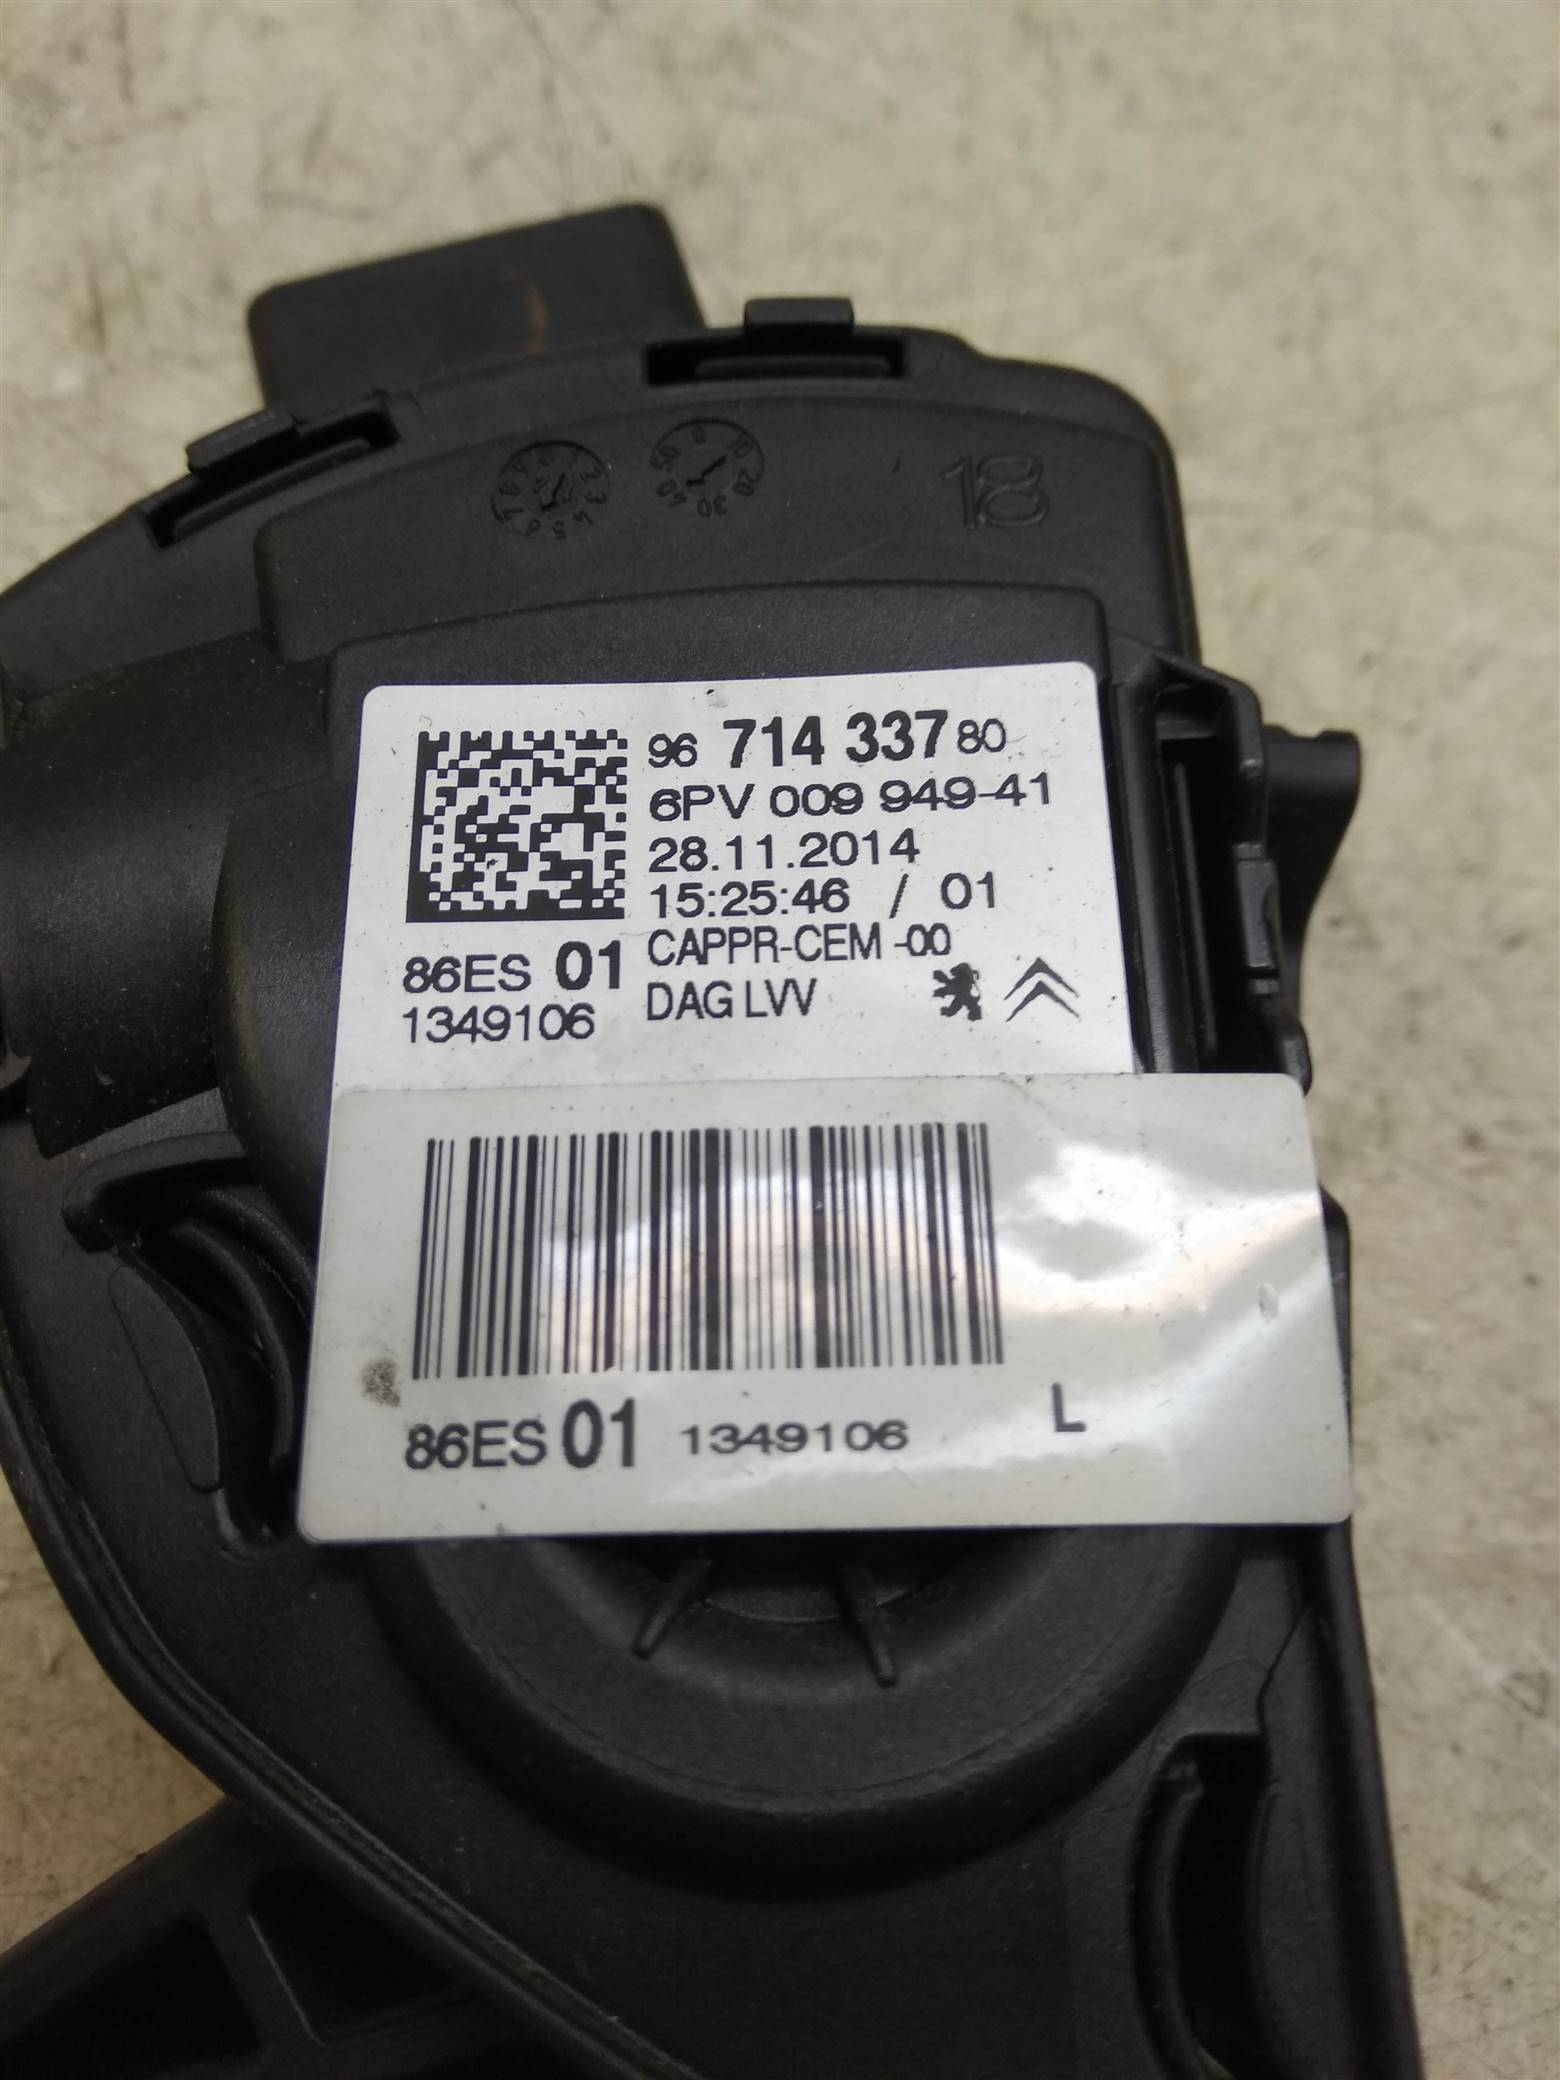 18
96 714 337 80
6PV 009 949-41
28.11.2014
15:25:46 / 01
86ES 01 CAPPR-CEM -00
1349106 DAG LVV
86ES 01 1349106 L